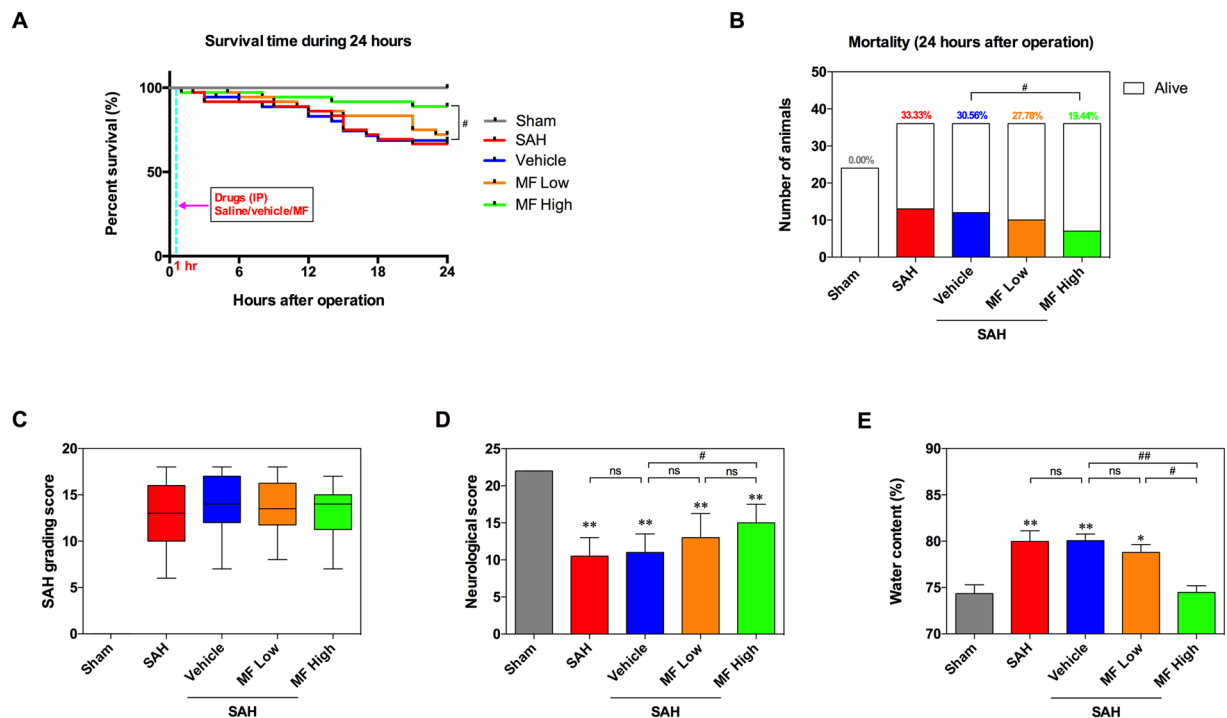 A
Survival time during 24 hours
Percent survival (%)
100
50
0
Drugs (IP)
Saline/vehicle/MF
0
1 hr
6
12
18
24
Hours after operation
#
Sham
SAH
Vehicle
MF Low
MF High
B
Mortality (24 hours after operation)
Number of animals
50
40
30
20
10
0
0.00%
33.33%
30.56%
27.78%
19.44%
#
Alive
Sham
SAH
Vehicle
MF Low
MF High
SAH
C
SAH grading score
20
15
10
5
0
Sham
SAH
Vehicle
MF Low
MF High
SAH
D
Neurological score
25
20
15
10
5
0
#
ns
ns
ns
**
**
**
**
Sham
SAH
Vehicle
MF Low
MF High
SAH
E
Water content (%)
90
85
80
75
70
##
ns
ns
#
**
**
*
Sham
SAH
Vehicle
MF Low
MF High
SAH